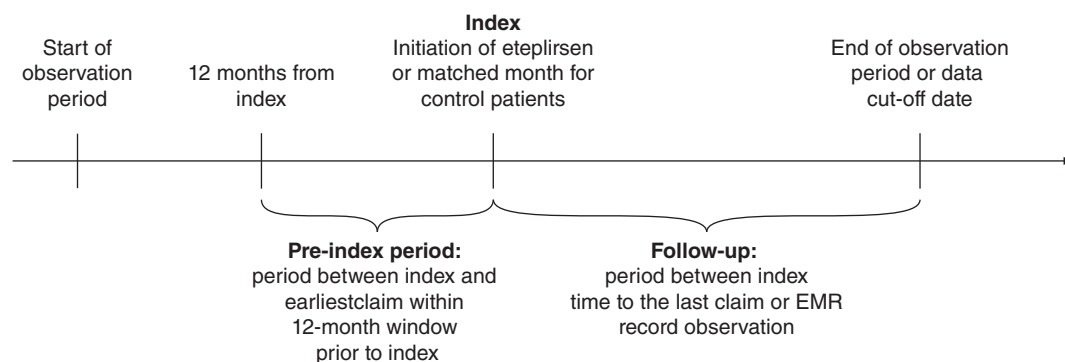 Start of
observation
period
12 months from
index
Index
Initiation of eteplirsen
or matched month for
control patients
End of observation
period or data
cut-off date
Pre-index period:
period between index and
earliestclaim within
12-month window
prior to index
Follow-up:
period between index
time to the last claim or EMR
record observation